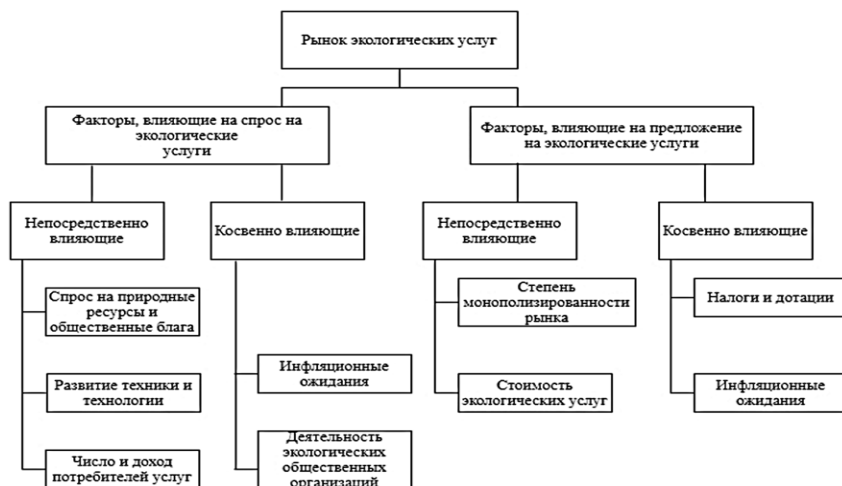 Рынок экологических услуг
Факторы, влияющие на спрос на
экологические
услуги
Факторы, влияющие на предложение
на экологические услуги
Непосредственно
влияющие
Косвенно влияющие
Непосредственно
влияющие
Косвенно влияющие
Спрос на природные
ресурсы и
общественные блага
Развитие техники и
технологии
Число и доход
потребителей услуг
Инфляционные
ожидания
Деятельность
экологических
общественных
организаций
Степень
монополизированности
рынка
Стоимость
экологических услуг
Налоги и дотации
Инфляционные
ожидания